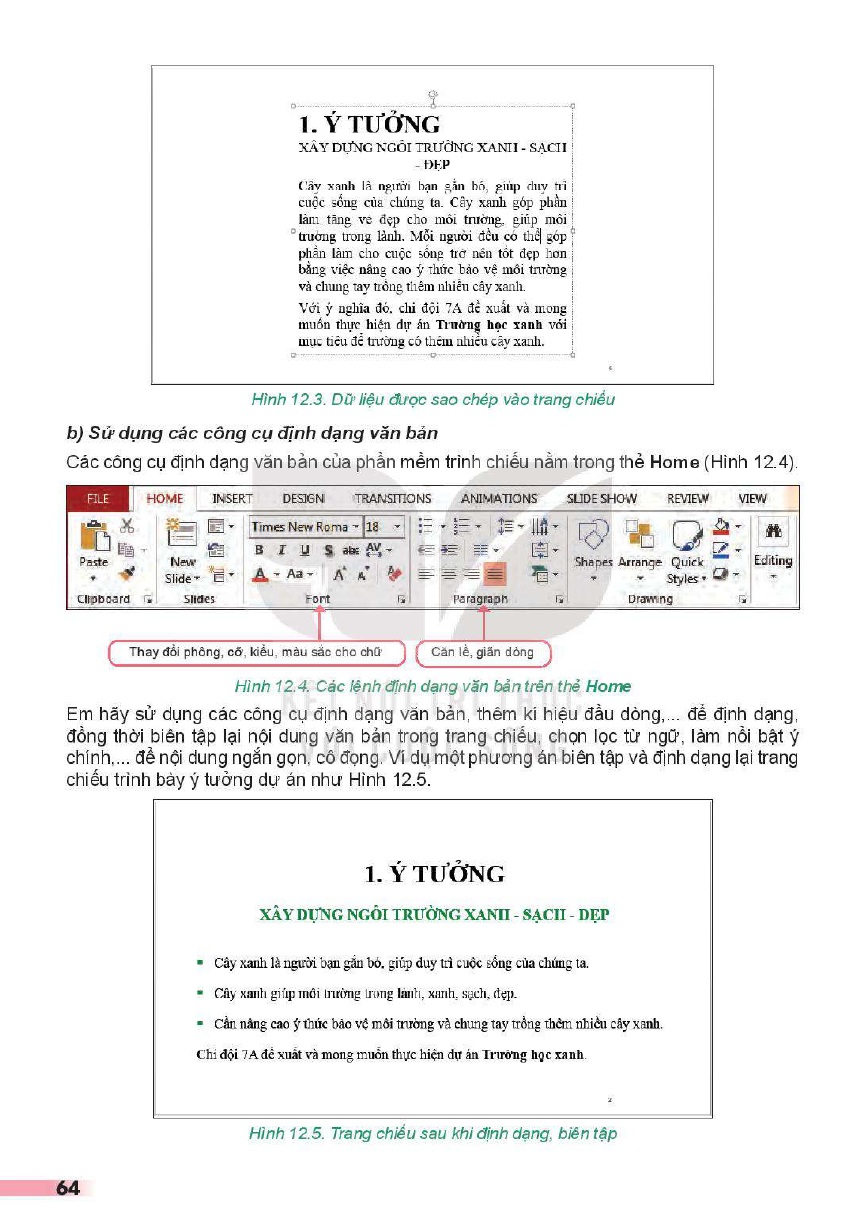 1. Ý TƯỞNG
XÂY DỰNG NGÔI TRƯỜNG XANH - SẠCH
- ĐẸP
Cây xanh là người bạn gắn bó, giúp duy trì
cuộc sống của chúng ta. Cây xanh góp phần
làm tăng vẻ đẹp cho môi trường, giúp môi
trường trong lành. Mỗi người đều có thể góp
phần làm cho cuộc sống trở nên tốt đẹp hơn
bằng việc nâng cao ý thức bảo vệ môi trường
và chung tay trồng thêm nhiều cây xanh.
Với ý nghĩa đó, chi đội 7A đề xuất và mong
muốn thực hiện dự án Trường học xanh với
mục tiêu để trường có thêm nhiều cây xanh.
Hình 12.3. Dữ liệu được sao chép vào trang chiếu
b) Sử dụng các công cụ định dạng văn bản
Các công cụ định dạng văn bản của phần mềm trình chiếu nằm trong thẻ Home (Hình 12.4).
FILE HOME INSERT DESIGN TRANSITIONS ANIMATIONS SLIDE SHOW REVIEW VIEW
Times New Roma 18
B I U S abc AV
Paste New Shapes Arrange Quick Editing
Slide A Aa A A Styles
Clipboard Slides Font Paragraph Drawing
Thay đổi phông, cỡ, kiểu, màu sắc cho chữ Căn lề, giãn dòng
Hình 12.4. Các lệnh định dạng văn bản trên thẻ Home
KẾT NỐI TRI THỨC
VỚI CUỘC SỐNG
Em hãy sử dụng các công cụ định dạng văn bản, thêm kí hiệu đầu dòng,... để định dạng,
đồng thời biên tập lại nội dung văn bản trong trang chiếu, chọn lọc từ ngữ, làm nổi bật ý
chính,... để nội dung ngắn gọn, cô đọng. Ví dụ một phương án biên tập và định dạng lại trang
chiếu trình bày ý tưởng dự án như Hình 12.5.
1. Ý TƯỞNG
XÂY DỰNG NGÔI TRƯỜNG XANH - SẠCH - ĐẸP
▪ Cây xanh là người bạn gắn bó, giúp duy trì cuộc sống của chúng ta.
▪ Cây xanh giúp môi trường trong lành, xanh, sạch, đẹp.
▪ Cần nâng cao ý thức bảo vệ môi trường và chung tay trồng thêm nhiều cây xanh.
Chi đội 7A đề xuất và mong muốn thực hiện dự án Trường học xanh.
2
Hình 12.5. Trang chiếu sau khi định dạng, biên tập
64